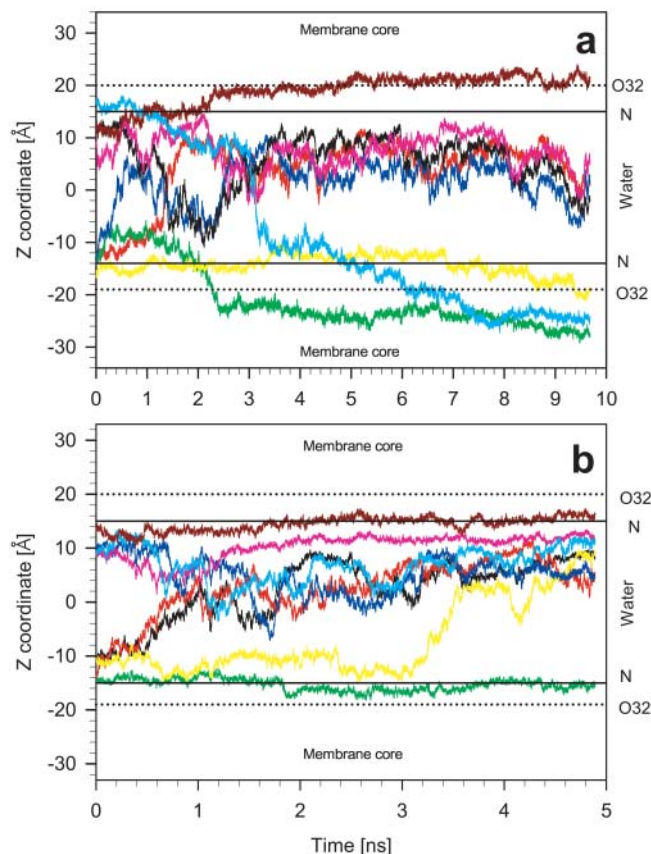 Membrane core
a
30
20
10
0
-10
-20
-30
Z coordinate [Å]
O32
N
Water
N
O32
Membrane core
0 1 2 3 4 5 6 7 8 9 10
Membrane core
b
30
20
10
0
-10
-20
-30
Z coordinate [Å]
O32
N
Water
N
O32
Membrane core
0 1 2 3 4 5
Time [ns]